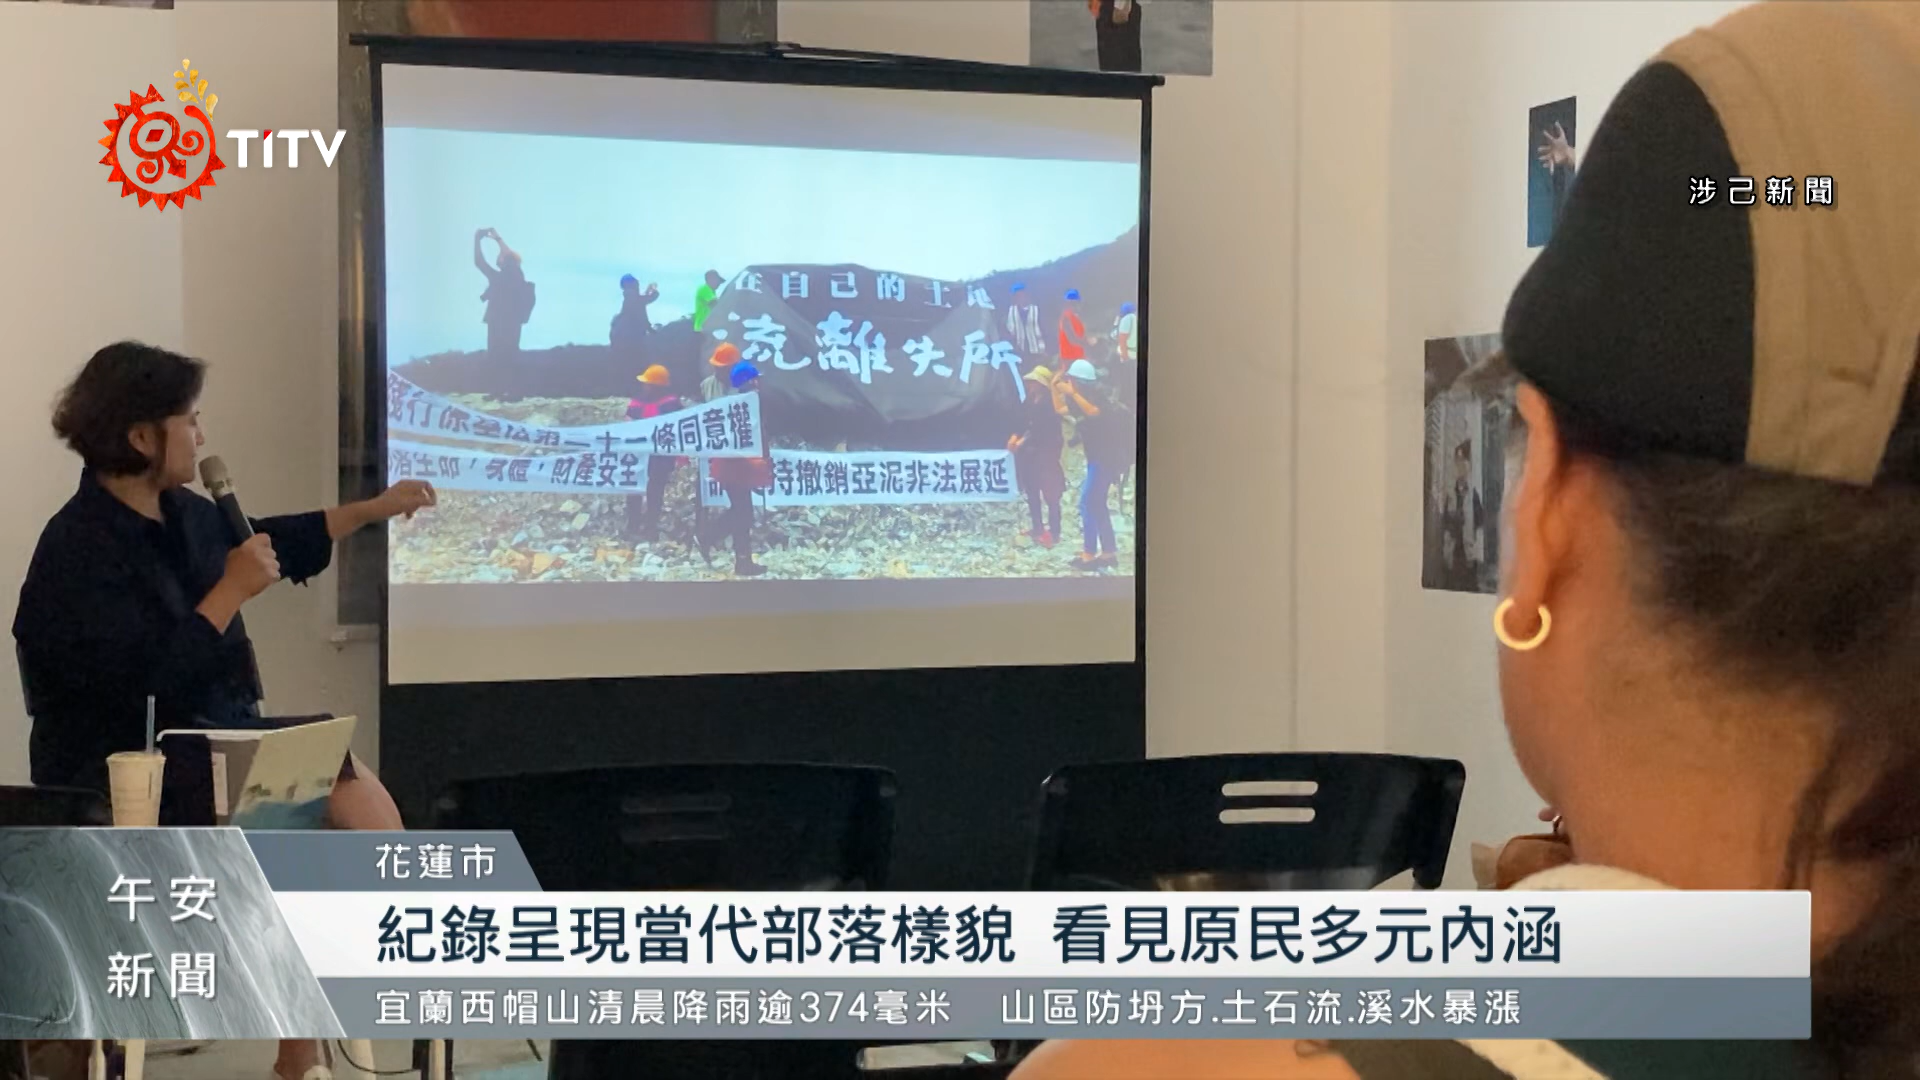 TiTV
涉己新聞
在自己的土地
流離失所
條同意權
身體，財產安全
持撤銷亞泥非法展延
花蓮市
午安
新聞
紀錄呈現當代部落樣貌 看見原民多元內涵
宜蘭西帽山清晨降雨逾374毫米 山區防坍方.土石流.溪水暴漲